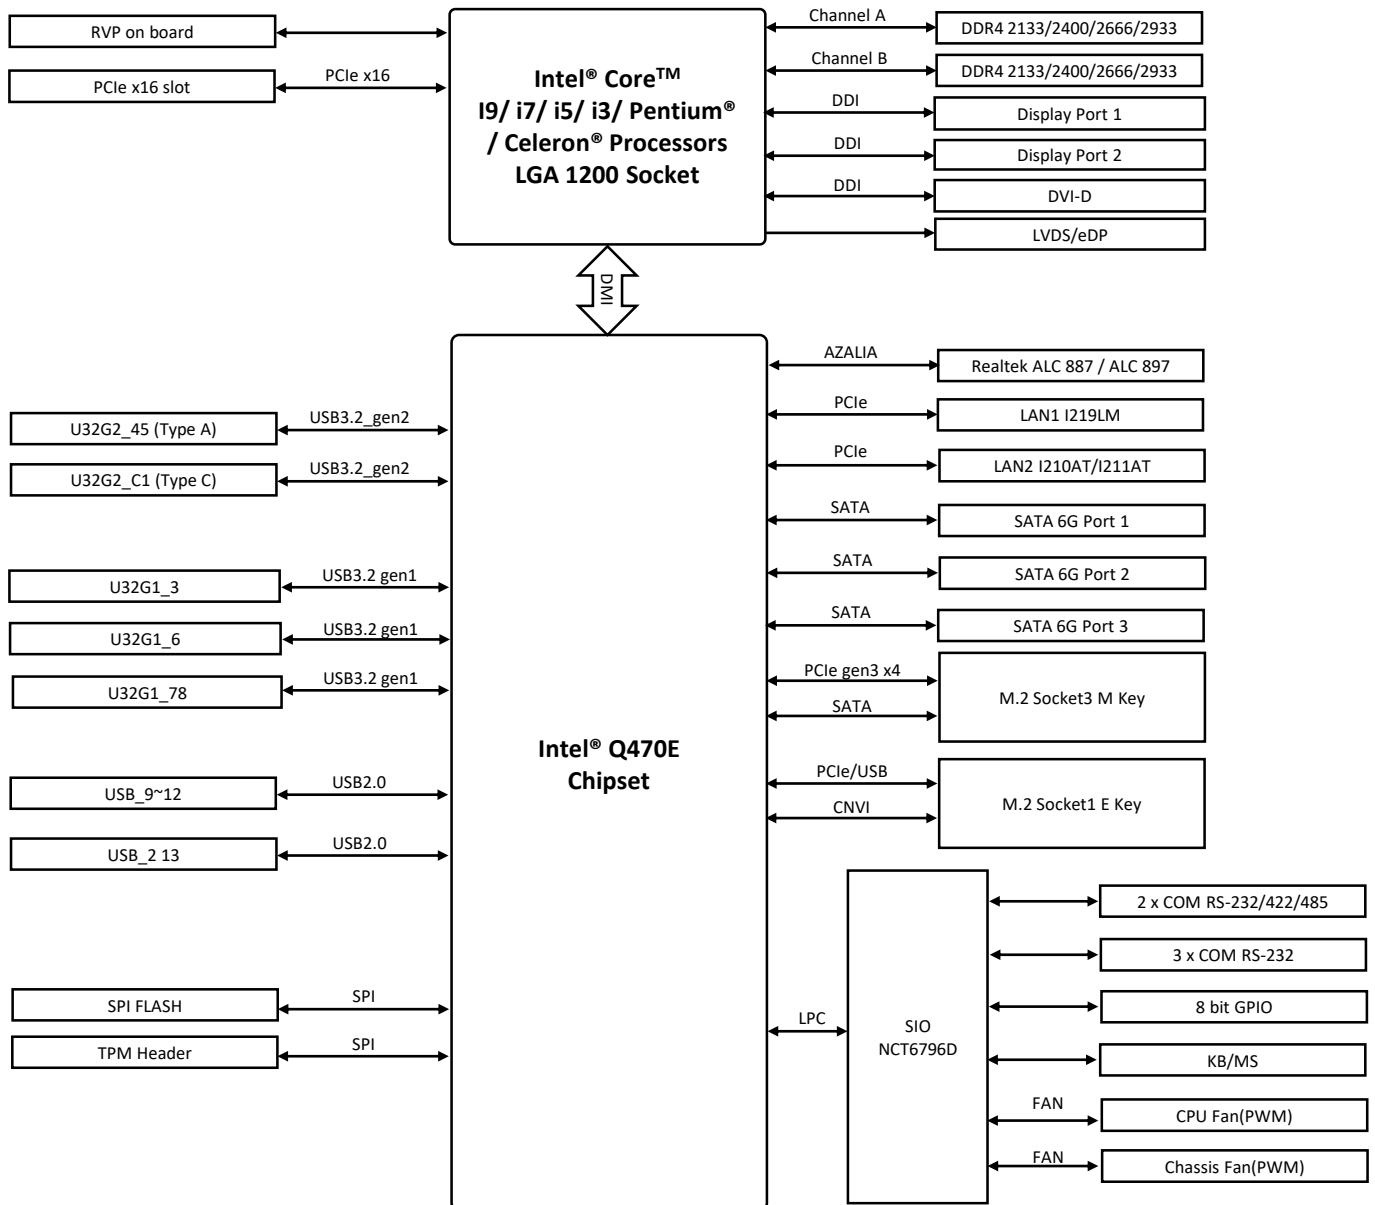 RVP on board
PCIe x16 slot
PCIe x16
Intel® Core™
I9/ i7/ i5/ i3/ Pentium®
/ Celeron® Processors
LGA 1200 Socket
Channel A
DDR4 2133/2400/2666/2933
Channel B
DDR4 2133/2400/2666/2933
DDI
Display Port 1
DDI
Display Port 2
DDI
DVI-D
LVDS/eDP
DMI
U32G2_45 (Type A)
USB3.2_gen2
U32G2_C1 (Type C)
USB3.2_gen2
U32G1_3
USB3.2 gen1
U32G1_6
USB3.2 gen1
U32G1_78
USB3.2 gen1
USB_9~12
USB2.0
USB_2 13
USB2.0
SPI FLASH
SPI
TPM Header
SPI
Intel® Q470E
Chipset
AZALIA
Realtek ALC 887 / ALC 897
PCIe
LAN1 I219LM
PCIe
LAN2 I210AT/I211AT
SATA
SATA 6G Port 1
SATA
SATA 6G Port 2
SATA
SATA 6G Port 3
PCIe gen3 x4
SATA
M.2 Socket3 M Key
PCIe/USB
CNVI
M.2 Socket1 E Key
LPC
SIO
NCT6796D
2 x COM RS-232/422/485
3 x COM RS-232
8 bit GPIO
KB/MS
FAN
CPU Fan(PWM)
FAN
Chassis Fan(PWM)